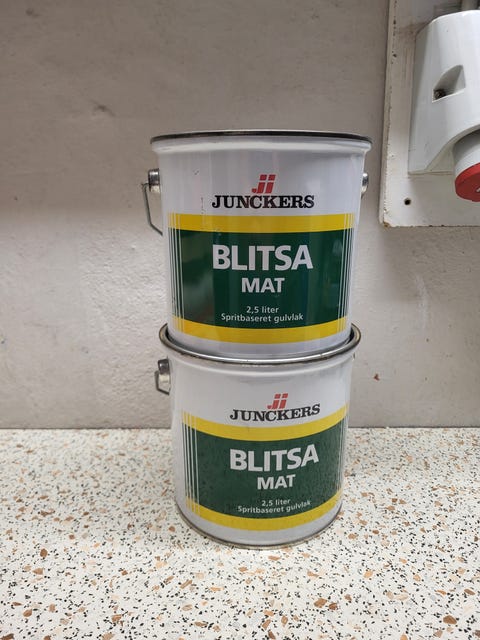 JUNCKERS
BLITSA
MAT
2,5 liter
Spritbaseret gulvlak
JUNCKERS
BLITSA
MAT
2,5 liter
Spritbaseret gulvlak